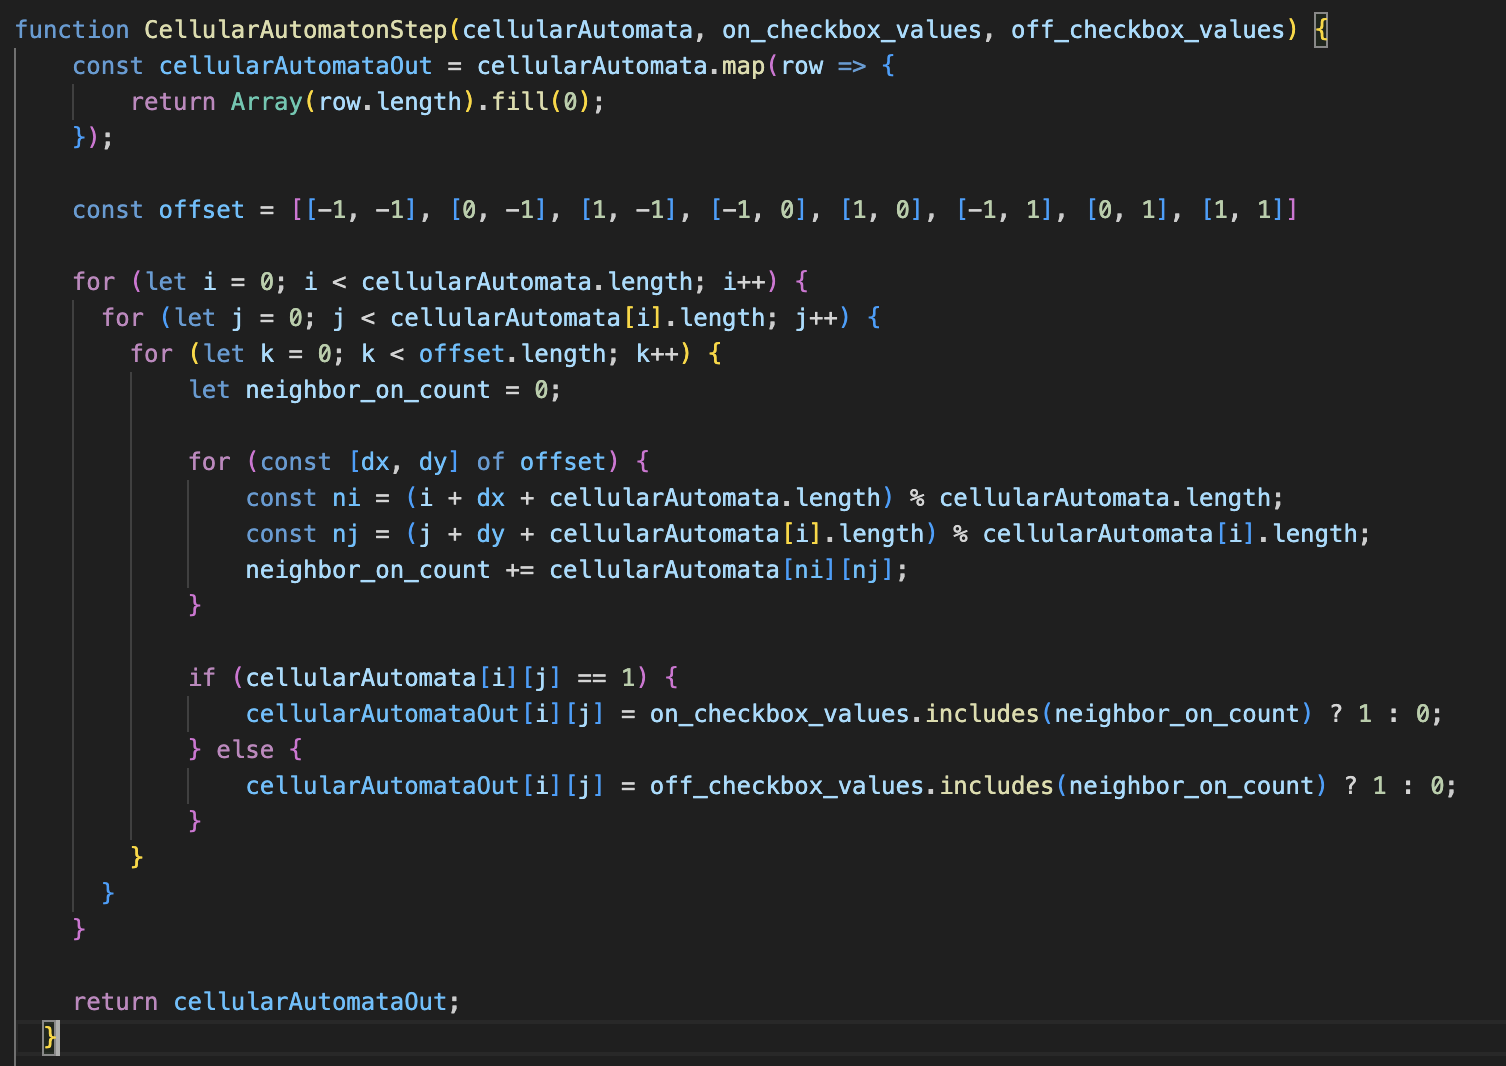 function CellularAutomatonStep(cellularAutomata, on_checkbox_values, off_checkbox_values) {
    const cellularAutomataOut = cellularAutomata.map(row => {
        return Array(row.length).fill(0);
    });

    const offset = [[-1, -1], [0, -1], [1, -1], [-1, 0], [1, 0], [-1, 1], [0, 1], [1, 1]]

    for (let i = 0; i < cellularAutomata.length; i++) {
      for (let j = 0; j < cellularAutomata[i].length; j++) {
        for (let k = 0; k < offset.length; k++) {
            let neighbor_on_count = 0;

            for (const [dx, dy] of offset) {
                const ni = (i + dx + cellularAutomata.length) % cellularAutomata.length;
                const nj = (j + dy + cellularAutomata[i].length) % cellularAutomata[i].length;
                neighbor_on_count += cellularAutomata[ni][nj];
            }

            if (cellularAutomata[i][j] == 1) {
                cellularAutomataOut[i][j] = on_checkbox_values.includes(neighbor_on_count) ? 1 : 0;
            } else {
                cellularAutomataOut[i][j] = off_checkbox_values.includes(neighbor_on_count) ? 1 : 0;
            }
        }
      }
    }

    return cellularAutomataOut;
  }